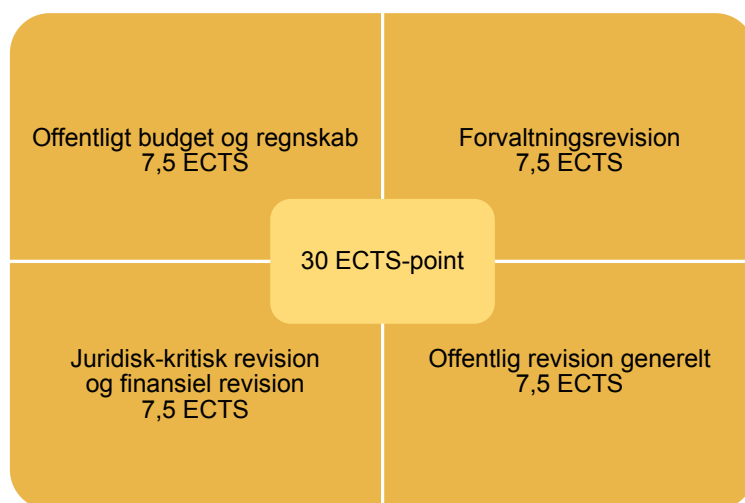 Offentligt budget og regnskab
7,5 ECTS
Forvaltningsrevision
7,5 ECTS
30 ECTS-point
Juridisk-kritisk revision
og finansiel revision
7,5 ECTS
Offentlig revision generelt
7,5 ECTS